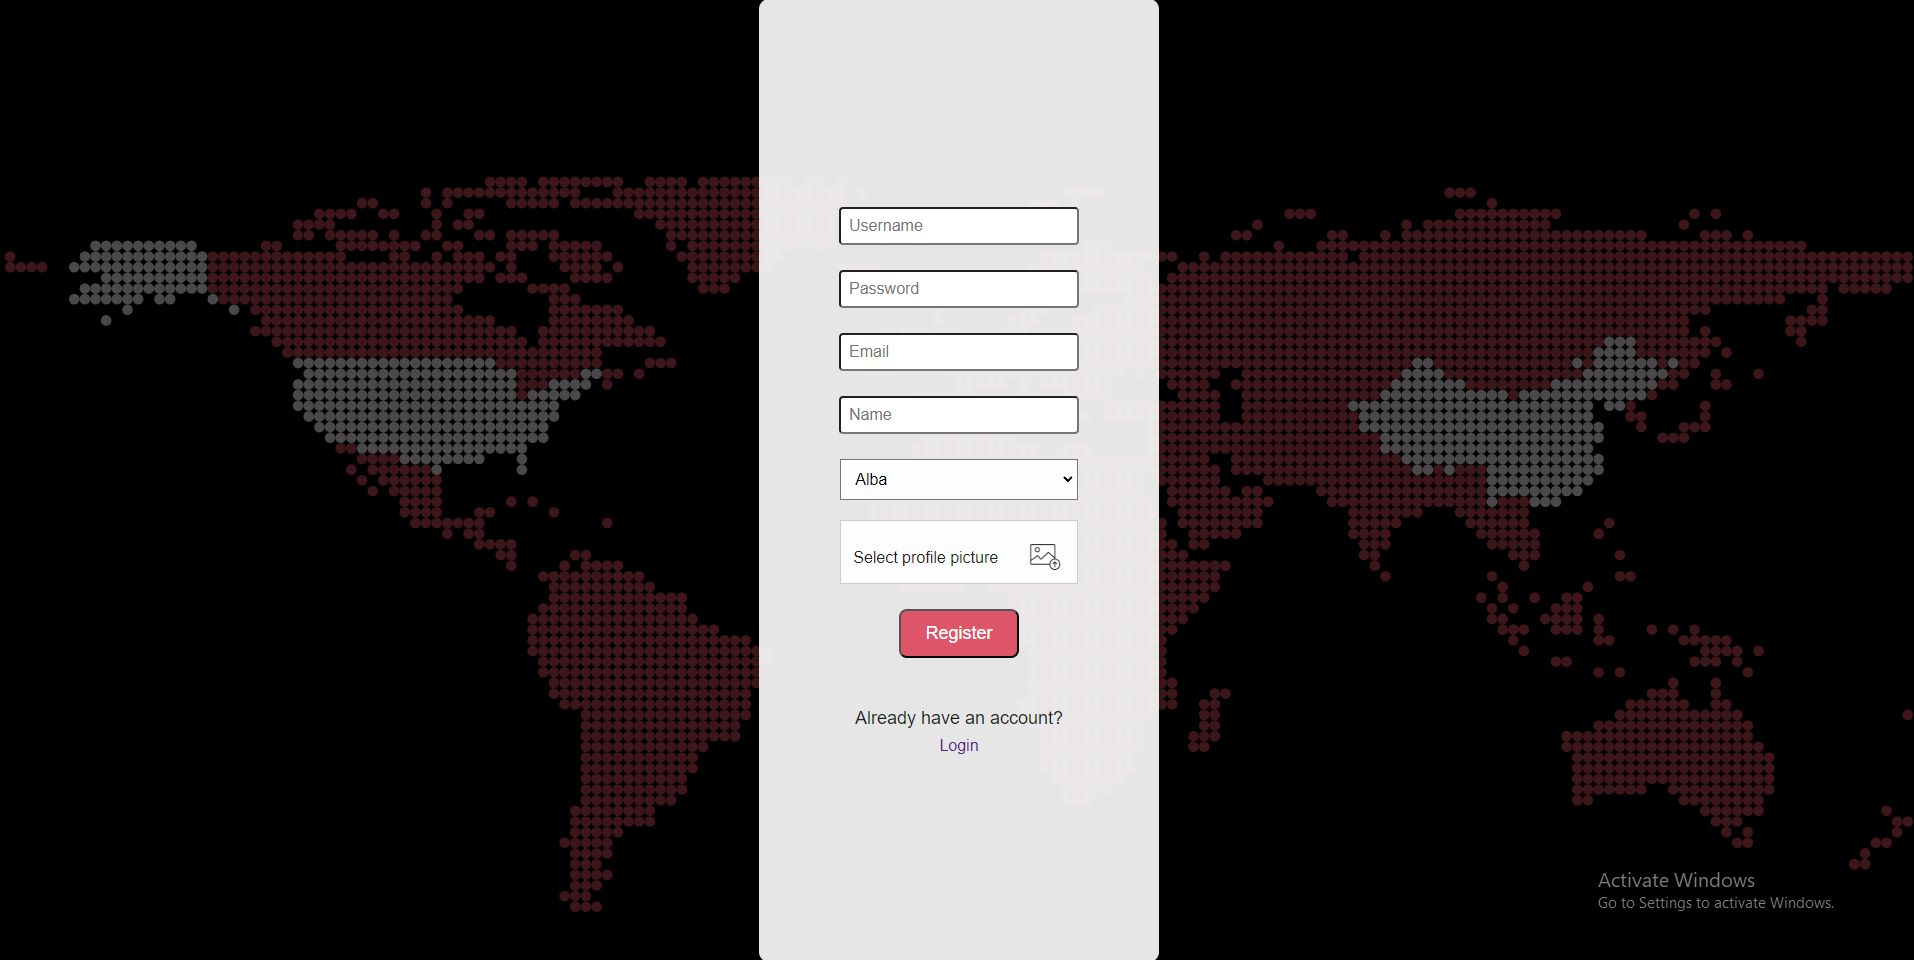 Username
Password
Email
Name
Alba
Select profile picture
Register
Already have an account?
Login
Activate Windows
Go to Settings to activate Windows.